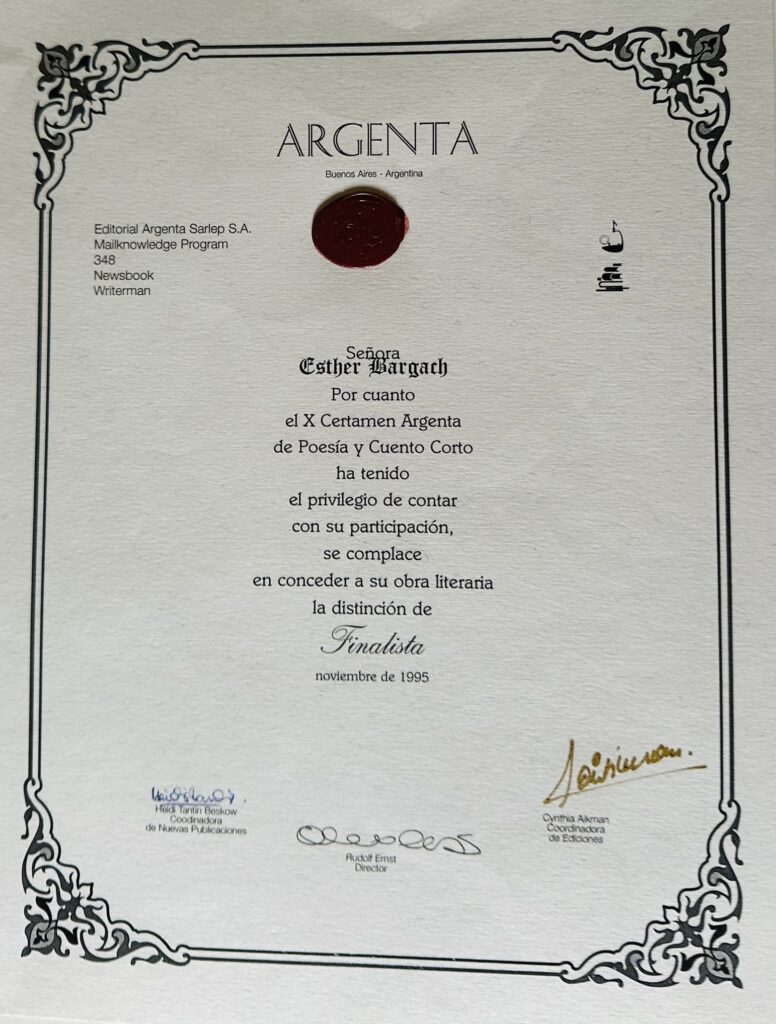 ARGENTA
Buenos Aires - Argentina
Editorial Argenta Sarlep S.A.
Mailknowledge Program
348
Newsbook
Writerman
Señora
Esther Bargach
Por cuanto
el X Certamen Argenta
de Poesía y Cuento Corto
ha tenido
el privilegio de contar
con su participación,
se complace
en conceder a su obra literaria
la distinción de
Finalista
noviembre de 1995
Heidi Tantin Beskow
Coodinadora
de Nuevas Publicaciones
Rudolf Ernst
Director
Cynthia Aikman
Coordinadora
de Ediciones